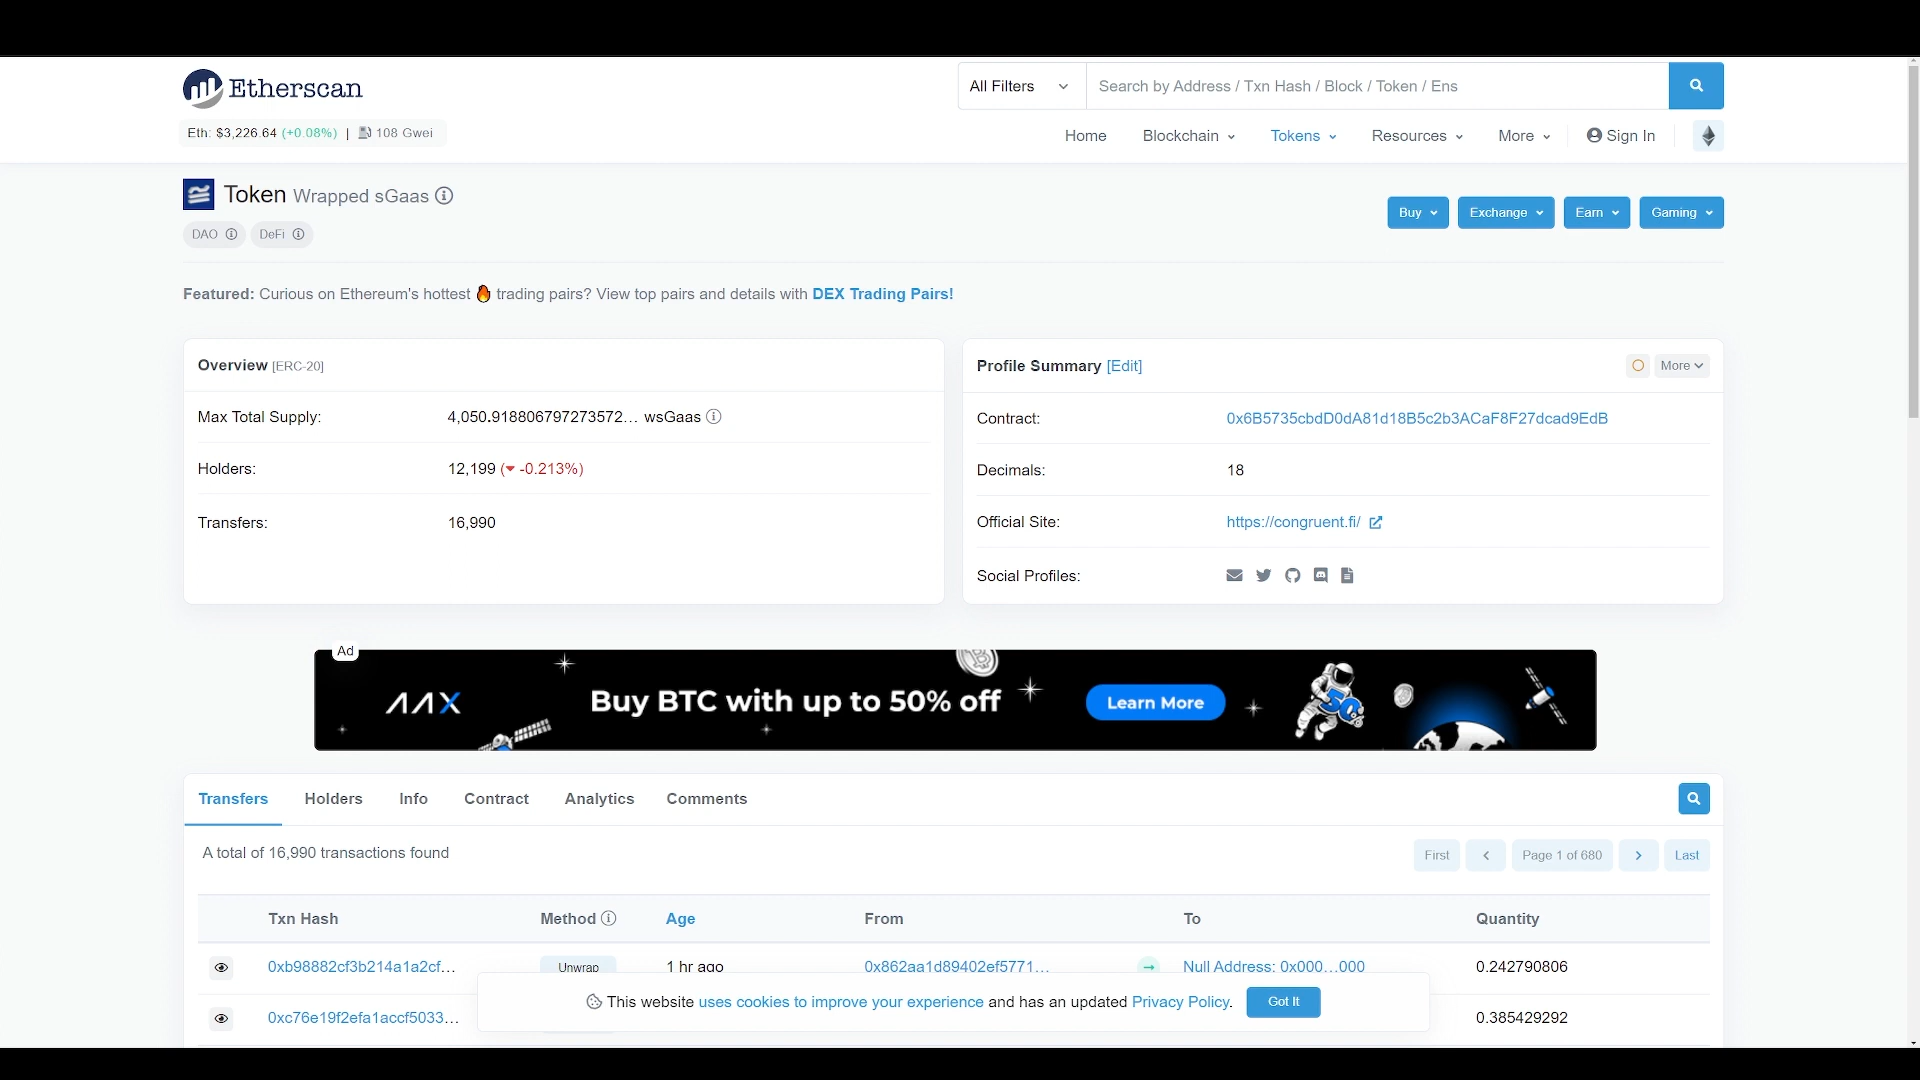 Etherscan
All Filters
Search by Address / Txn Hash / Block / Token / Ens
Eth: $3,226.64 (+0.08%) | 108 Gwei
Home Blockchain Tokens Resources More Sign In
Token Wrapped sGaas
DAO DeFi
Buy Exchange Earn Gaming
Featured: Curious on Ethereum's hottest 🔥 trading pairs? View top pairs and details with DEX Trading Pairs!
Overview [ERC-20]
Max Total Supply: 4,050.918806797273572... wsGaas
Holders: 12,199 (-0.213%)
Transfers: 16,990
Profile Summary [Edit]
More
Contract: 0x6B5735cbdD0dA81d18B5c2b3ACaF8F27dcad9EdB
Decimals: 18
Official Site: https://congruent.fi/
Social Profiles:
Ad
AAX Buy BTC with up to 50% off Learn More
Transfers Holders Info Contract Analytics Comments
A total of 16,990 transactions found
First Page 1 of 680 Last
Txn Hash Method Age From To Quantity
0xb98882cf3b214a1a2cf... Unwrap 1 hr ago 0x862aa1d89402ef5771... Null Address: 0x000...000 0.242790806
This website uses cookies to improve your experience and has an updated Privacy Policy. Got It
0xc76e19f2efa1accf5033... 0.385429292